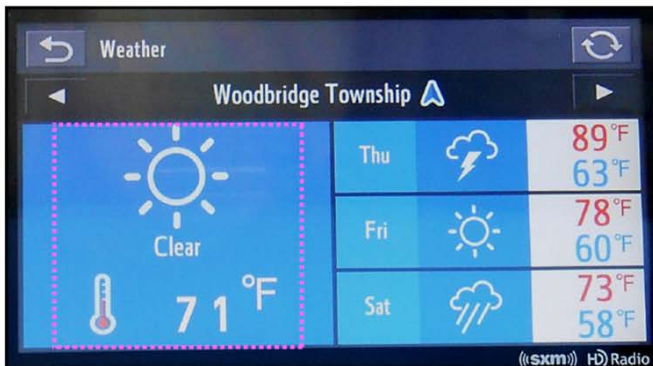 Weather
Woodbridge Township
Clear
71 °F
Thu
89°F
63°F
Fri
78°F
60°F
Sat
73°F
58°F
((sxm)) HD Radio